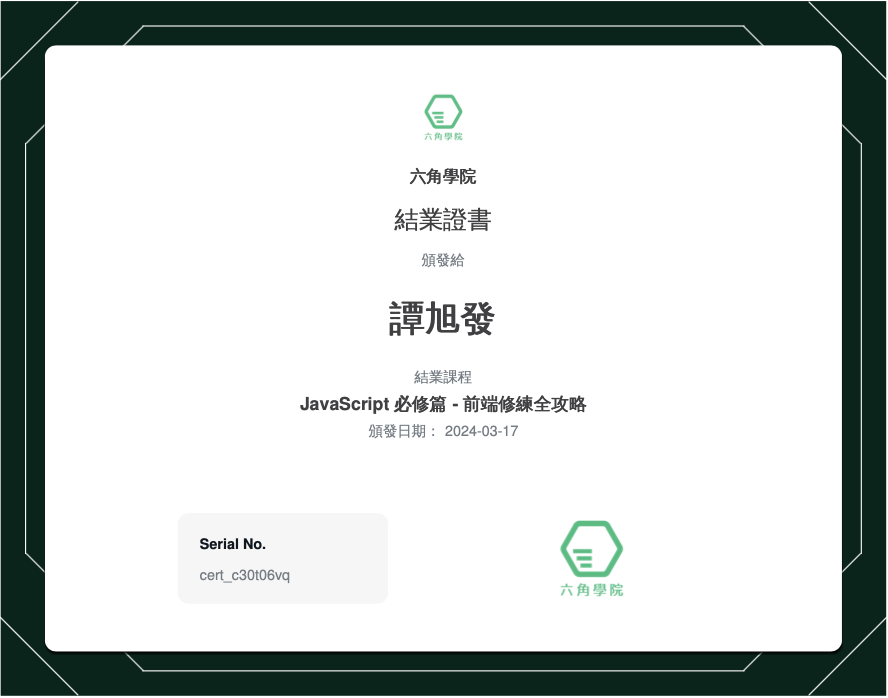 六角學院
六角學院
結業證書
頒發給
譚旭發
結業課程
JavaScript 必修篇 - 前端修練全攻略
頒發日期： 2024-03-17
Serial No.
cert_c30t06vq
六角學院